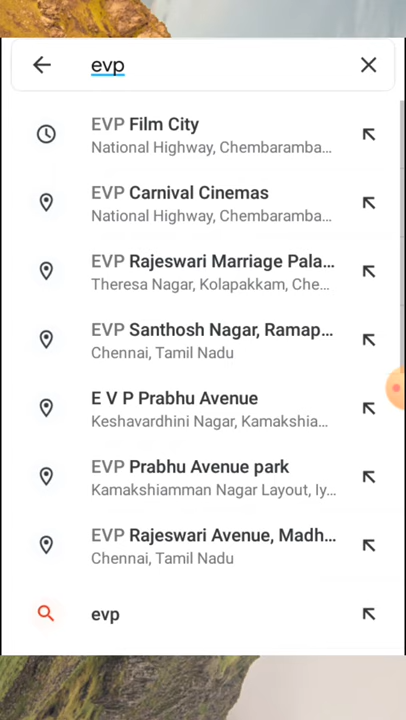 evp
EVP Film City
National Highway, Chembaramba...
EVP Carnival Cinemas
National Highway, Chembaramba...
EVP Rajeswari Marriage Pala...
Theresa Nagar, Kolapakkam, Che...
EVP Santhosh Nagar, Ramap...
Chennai, Tamil Nadu
E V P Prabhu Avenue
Keshavardhini Nagar, Kamakshia...
EVP Prabhu Avenue park
Kamakshiamman Nagar Layout, Iy...
EVP Rajeswari Avenue, Madh...
Chennai, Tamil Nadu
evp